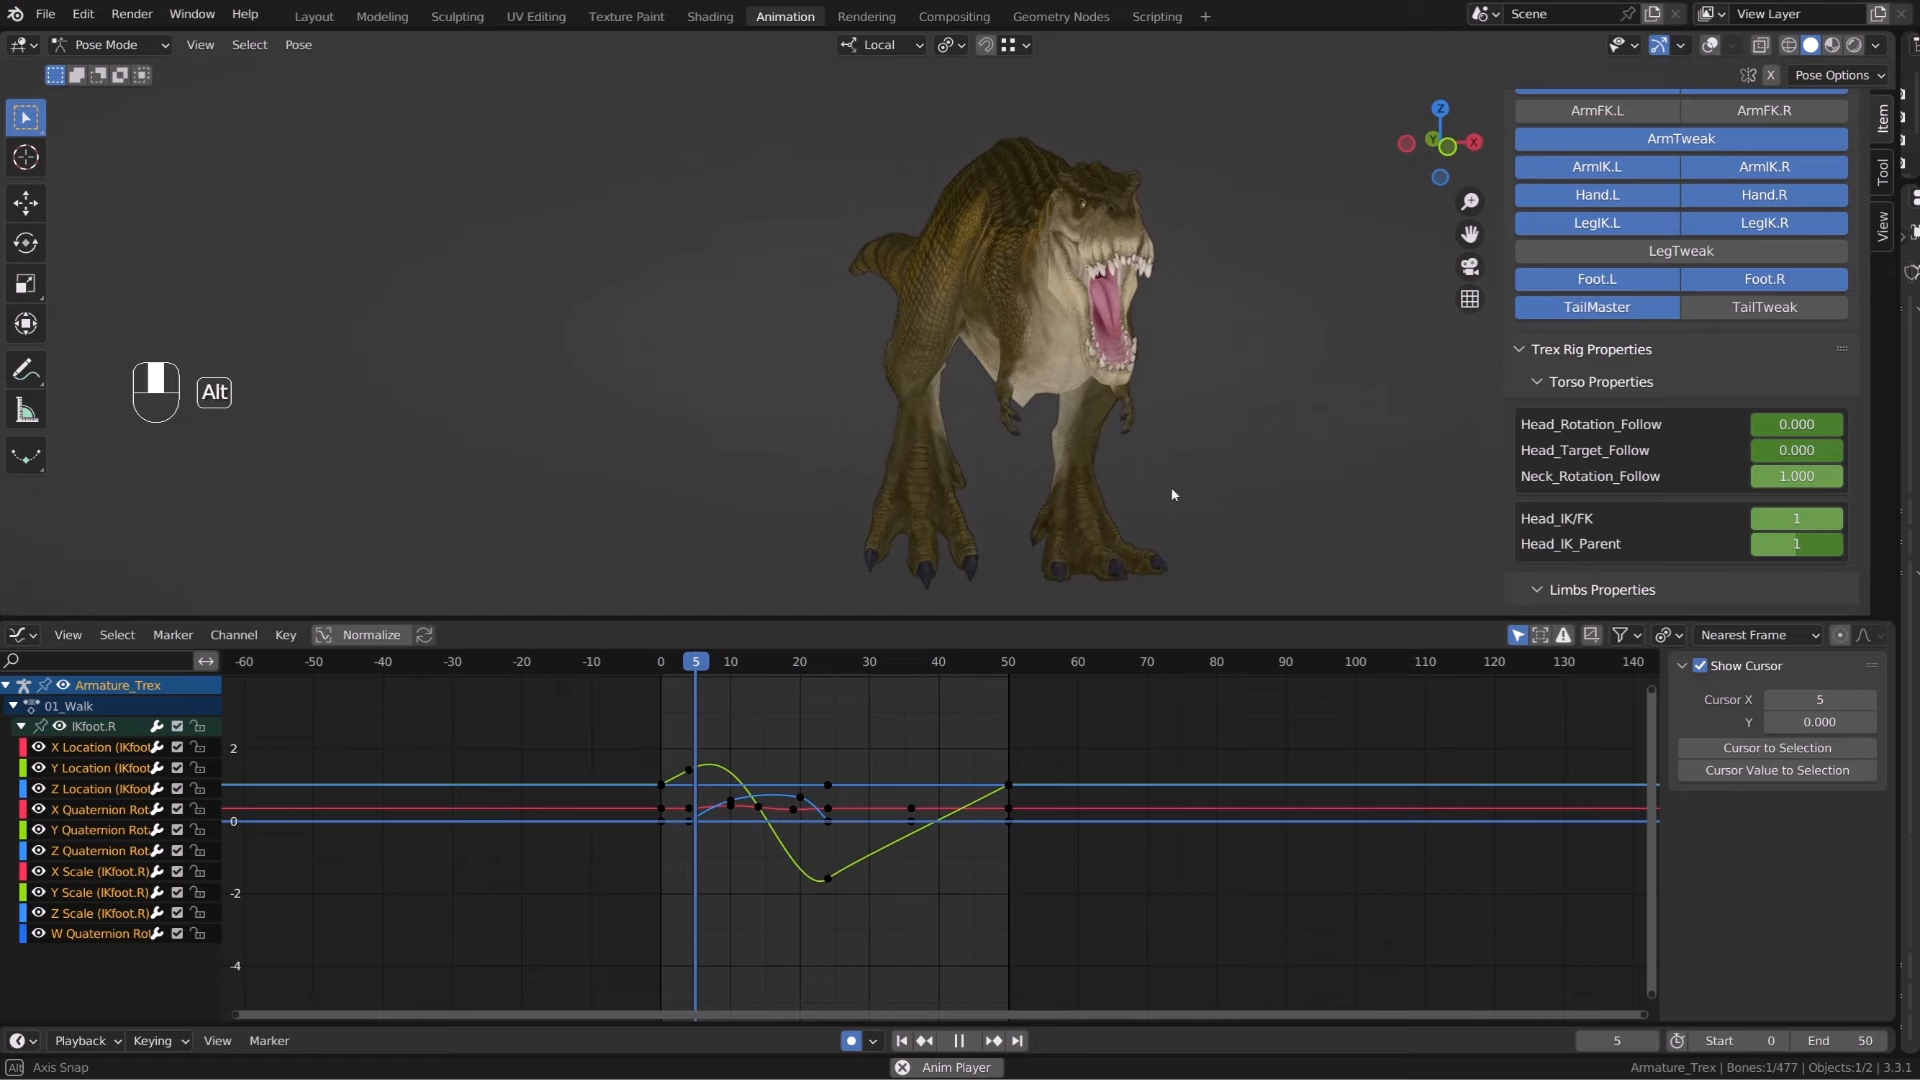 File Edit Render Window Help Layout Modeling Sculpting UV Editing Texture Paint Shading Animation Rendering Compositing Geometry Nodes Scripting + Scene View Layer
Pose Mode View Select Pose Local
X Pose Options
Z
Y X
Alt
ArmFK.L ArmFK.R
ArmTweak
ArmIK.L ArmIK.R
Hand.L Hand.R
LegIK.L LegIK.R
LegTweak
Foot.L Foot.R
TailMaster TailTweak
Trex Rig Properties
Torso Properties
Head_Rotation_Follow 0.000
Head_Target_Follow 0.000
Neck_Rotation_Follow 1.000
Head_IK/FK 1
Head_IK_Parent 1
Limbs Properties
Item
Tool
View
View Select Marker Channel Key Normalize Nearest Frame
-60 -50 -40 -30 -20 -10 0 5 10 20 30 40 50 60 70 80 90 100 110 120 130 140
Armature_Trex
01_Walk
IKfoot.R
X Location (IKfoot
Y Location (IKfoot
Z Location (IKfoot
X Quaternion Rot
Y Quaternion Rot
Z Quaternion Rot
X Scale (IKfoot.R)
Y Scale (IKfoot.R)
Z Scale (IKfoot.R)
W Quaternion Rot
2
0
-2
-4
Show Cursor
Cursor X 5
Y 0.000
Cursor to Selection
Cursor Value to Selection
Playback Keying View Marker 5 Start 0 End 50
Alt Axis Snap Anim Player Armature_Trex | Bones:1/477 | Objects:1/2 | 3.3.1